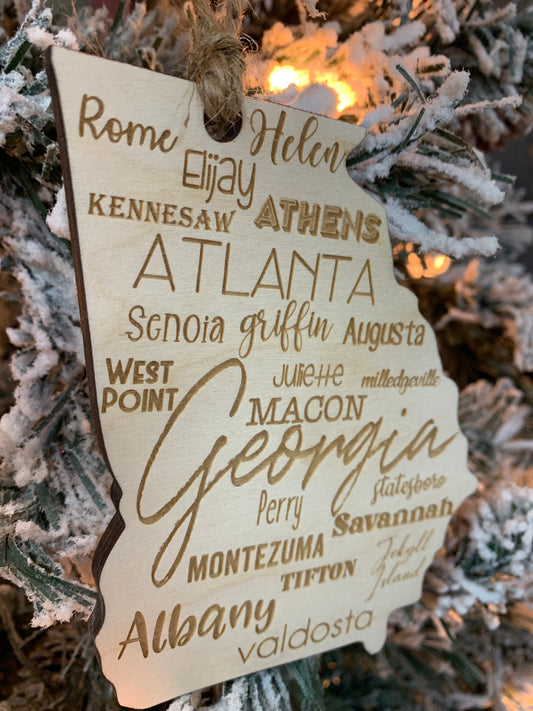 Rome Helen
Elijay
KENNESAW ATHENS
ATLANTA
Senoia griffin Augusta
WEST POINT Juliette milledgeville
MACON
Georgia
Perry statesboro
Savannah
MONTEZUMA Jekyll Island
TIFTON
Albany
valdosta